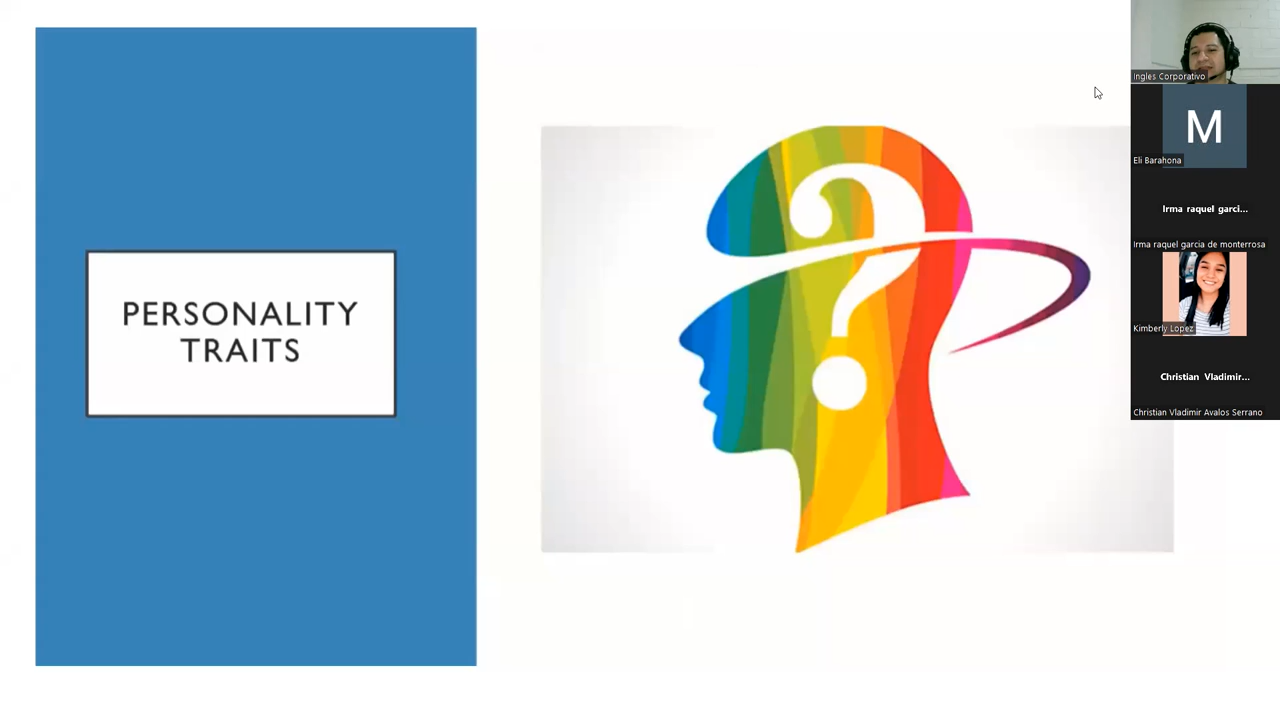 PERSONALITY
TRAITS
?
Ingles Corporativo
M
Eli Barahona
Irma raquel garci...
Irma raquel garcia de monterrosa
Kimberly Lopez
Christian Vladimir...
Christian Vladimir Avalos Serrano